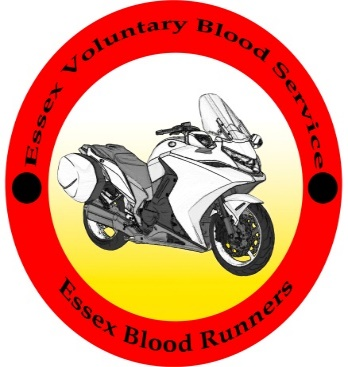 Essex Voluntary Blood Service
Essex Blood Runners